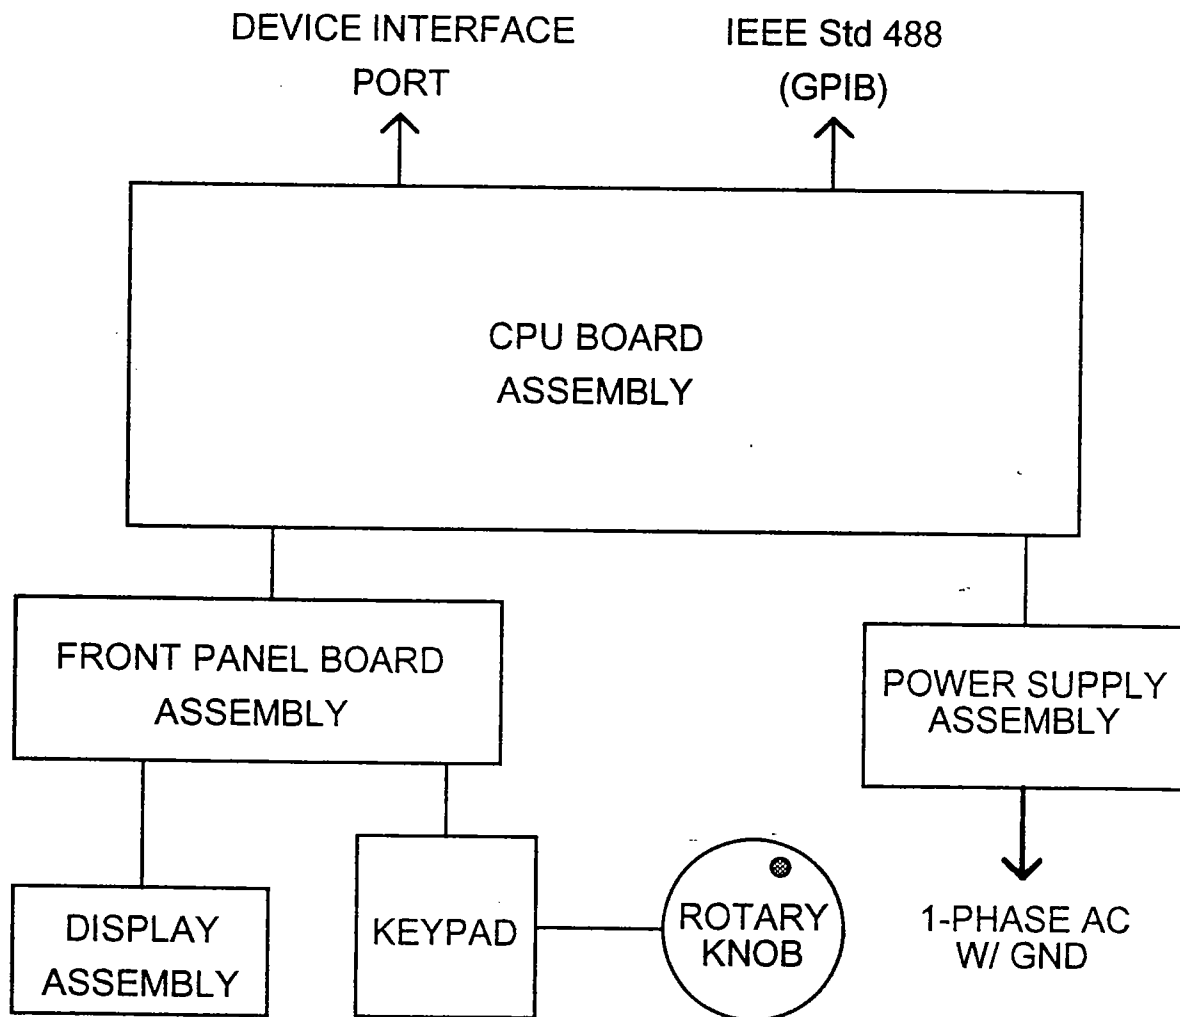 DEVICE INTERFACE
PORT
IEEE Std 488
(GPIB)
CPU BOARD
ASSEMBLY
FRONT PANEL BOARD
ASSEMBLY
POWER SUPPLY
ASSEMBLY
DISPLAY
ASSEMBLY
KEYPAD
ROTARY
KNOB
1-PHASE AC
W/ GND